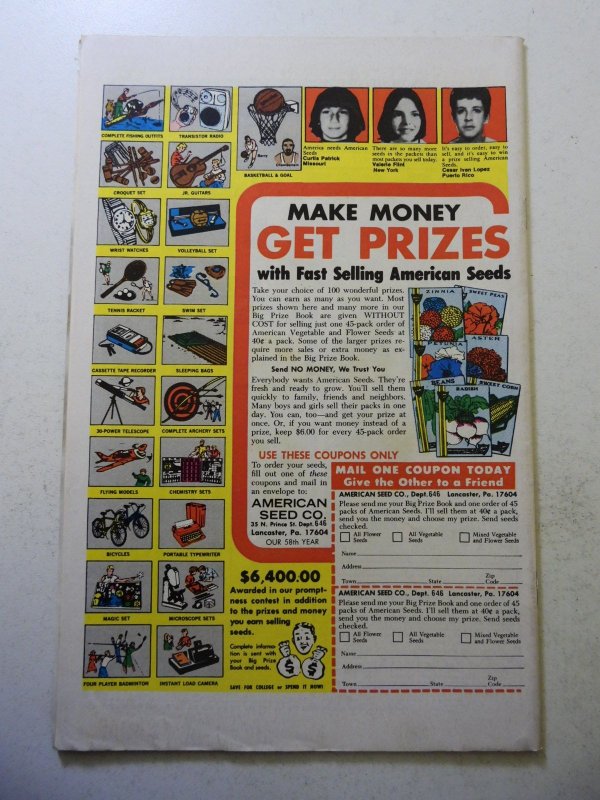 COMPLETE FISHING OUTFITS
TRANSISTOR RADIO
CROQUET SET
JR. GUITARS
WRIST WATCHES
VOLLEYBALL SET
TENNIS RACKET
SWIM SET
CASSETTE TAPE RECORDER
SLEEPING BAGS
30-POWER TELESCOPE
COMPLETE ARCHERY SETS
FLYING MODELS
CHEMISTRY SETS
BICYCLES
PORTABLE TYPEWRITER
MAGIC SET
MICROSCOPE SETS
FOUR PLAYER BADMINTON
INSTANT LOAD CAMERA
BASKETBALL & GOAL
America needs American
Seeds
Curtis Patrick
Missouri
There are so many more
seeds in the packets than
most packets you sell today.
Valerie Flint
New York
It's easy to order, easy to
sell, and it's easy to win
a prize selling American
Seeds.
Cesar Ivan Lopez
Puerto Rico
MAKE MONEY
GET PRIZES
with Fast Selling American Seeds
Take your choice of 100 wonderful prizes.
You can earn as many as you want. Most
prizes shown here and many more in our
Big Prize Book are given WITHOUT
COST for selling just one 45-pack order of
American Vegetable and Flower Seeds at
40¢ a pack. Some of the larger prizes re-
quire more sales or extra money as ex-
plained in the Big Prize Book.
Send NO MONEY, We Trust You
Everybody wants American Seeds. They're
fresh and ready to grow. You'll sell them
quickly to family, friends and neighbors.
Many boys and girls sell their packs in one
day. You can, too—and get your prize at
once. Or, if you want money instead of a
prize, keep $6.00 for every 45-pack order
you sell.
ZINNIA
SWEET PEAS
PETUNIA
ASTER
BEANS
RADISH
SWEET CORN
USE THESE COUPONS ONLY
To order your seeds,
fill out one of these
coupons and mail in
an envelope to:
AMERICAN
SEED CO.
35 N. Prince St. Dept. 646
Lancaster, Pa. 17604
OUR 58th YEAR
$6,400.00
Awarded in our prompt-
ness contest in addition
to the prizes and money
you earn selling
seeds.
Complete informa-
tion is sent with
your Big Prize
Book and seeds.
$ $
SAVE FOR COLLEGE or SPEND IT NOW!
MAIL ONE COUPON TODAY
Give the Other to a Friend
AMERICAN SEED CO., Dept. 646 Lancaster, Pa. 17604
Please send me your Big Prize Book and one order of 45
packs of American Seeds. I'll sell them at 40¢ a pack,
send you the money and choose my prize. Send seeds
checked.
All Flower Seeds
All Vegetable Seeds
Mixed Vegetable and Flower Seeds
Name
Address
Town State Zip Code
AMERICAN SEED CO., Dept. 646 Lancaster, Pa. 17604
Please send me your Big Prize Book and one order of 45
packs of American Seeds. I'll sell them at 40¢ a pack,
send you the money and choose my prize. Send seeds
checked.
All Flower Seeds
All Vegetable Seeds
Mixed Vegetable and Flower Seeds
Name
Address
Town State Zip Code